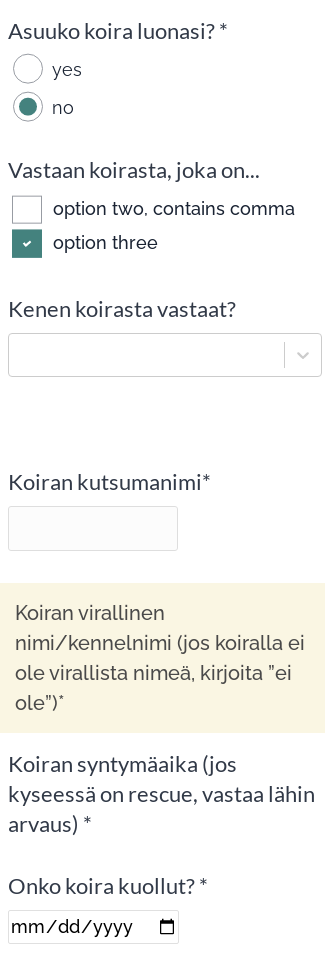 Asuuko koira luonasi? *
yes
no
Vastaan koirasta, joka on...
option two, contains comma
option three
Kenen koirasta vastaat?
Koiran kutsumanimi*
Koiran virallinen
nimi/kennelnimi (jos koiralla ei
ole virallista nimeä, kirjoita ”ei
ole”)*
Koiran syntymäaika (jos
kyseessä on rescue, vastaa lähin
arvaus) *
Onko koira kuollut? *
mm/dd/yyyy